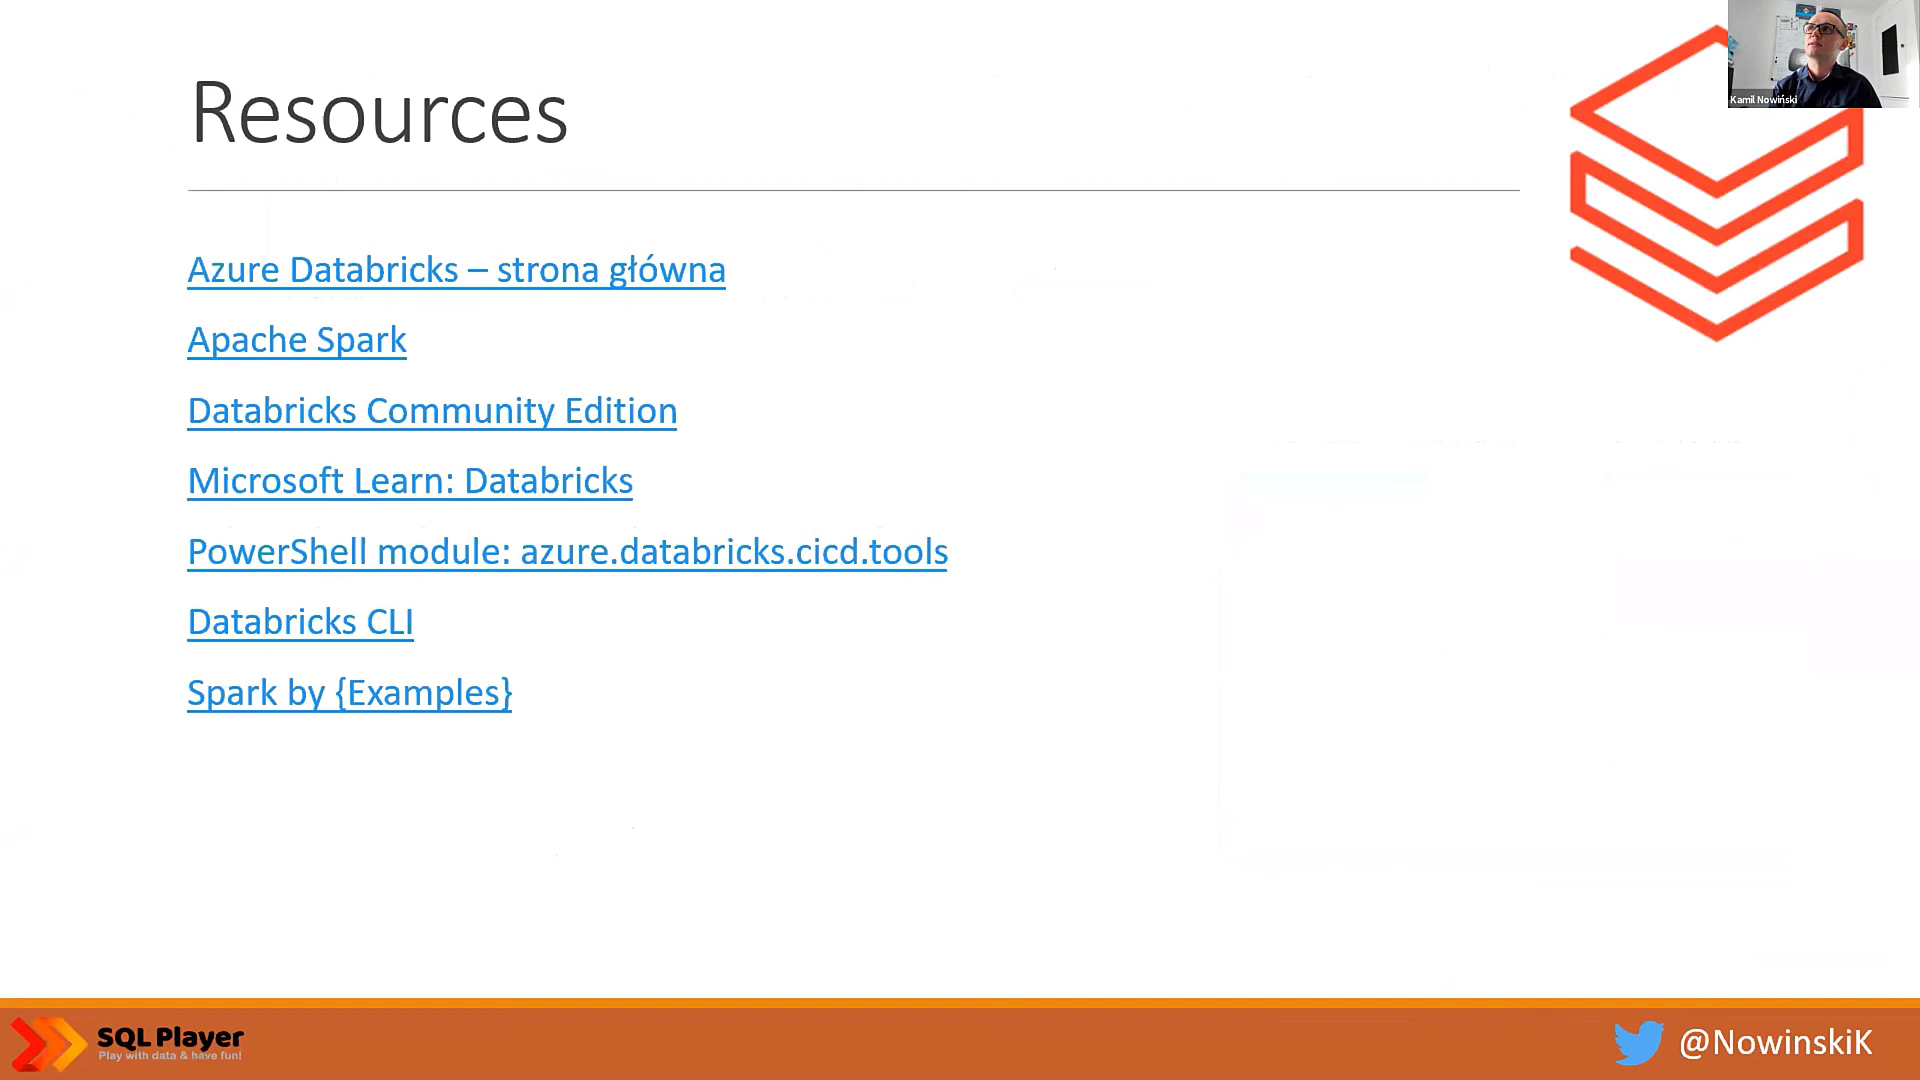 Resources
Kamil Nowiński
Azure Databricks – strona główna
Apache Spark
Databricks Community Edition
Microsoft Learn: Databricks
PowerShell module: azure.databricks.cicd.tools
Databricks CLI
Spark by {Examples}
SQL Player
Play with data & have fun!
@NowinskiK